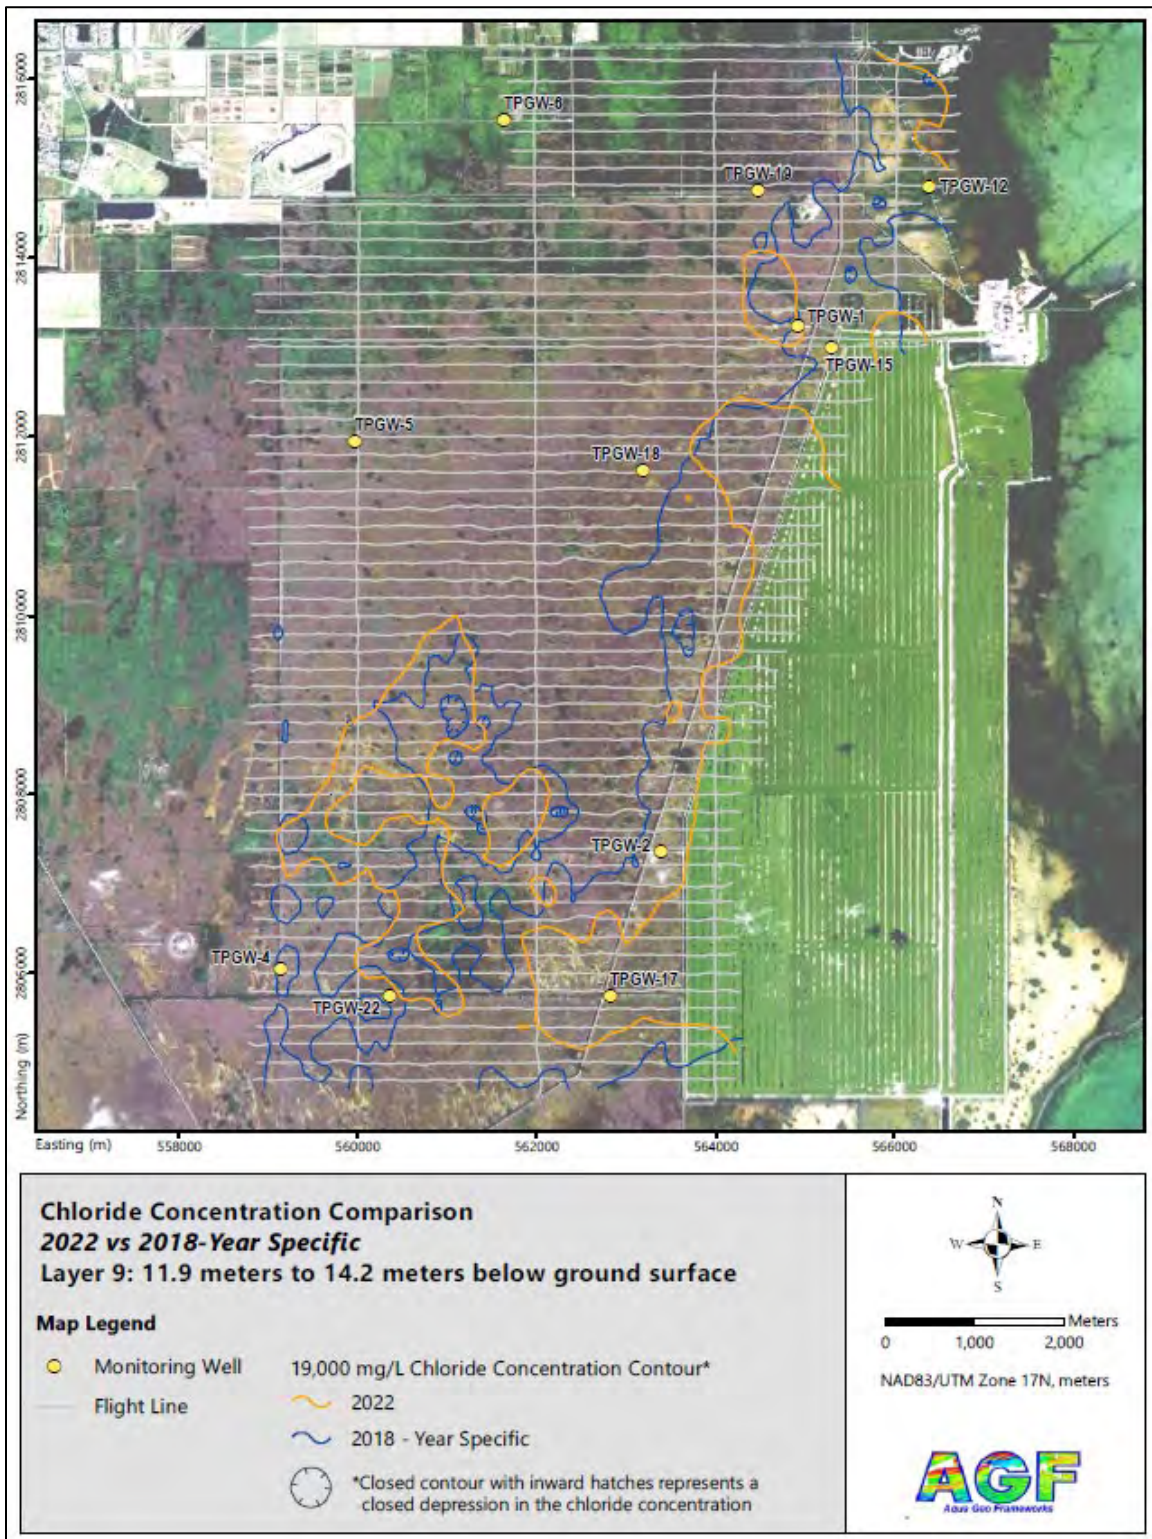 2816000
2814000
2812000
2810000
2808000
2806000
Northing (m)
TPGW-6
TPGW-19
TPGW-12
TPGW-1
TPGW-15
TPGW-5
TPGW-18
TPGW-2
TPGW-4
TPGW-22
TPGW-17
Easting (m) 558000 560000 562000 564000 566000 568000
Chloride Concentration Comparison
2022 vs 2018-Year Specific
Layer 9: 11.9 meters to 14.2 meters below ground surface
Map Legend
Monitoring Well
Flight Line
19,000 mg/L Chloride Concentration Contour*
2022
2018 - Year Specific
*Closed contour with inward hatches represents a
closed depression in the chloride concentration
N
W E
S
Meters
0 1,000 2,000
NAD83/UTM Zone 17N, meters
AGF
Aqua Geo Frameworks